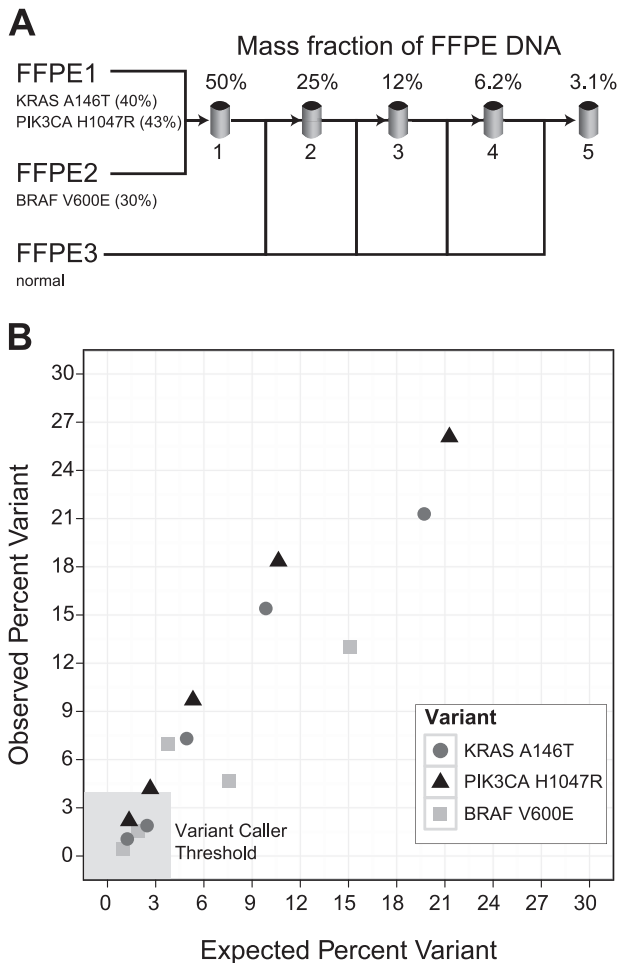 A
Mass fraction of FFPE DNA
FFPE1
KRAS A146T (40%)
PIK3CA H1047R (43%)
50% 25% 12% 6.2% 3.1%
1 2 3 4 5
FFPE2
BRAF V600E (30%)
FFPE3
normal
B
Observed Percent Variant
30
27
24
21
18
15
12
9
6
3
0
Variant Caller
Threshold
Variant
KRAS A146T
PIK3CA H1047R
BRAF V600E
0 3 6 9 12 15 18 21 24 27 30
Expected Percent Variant